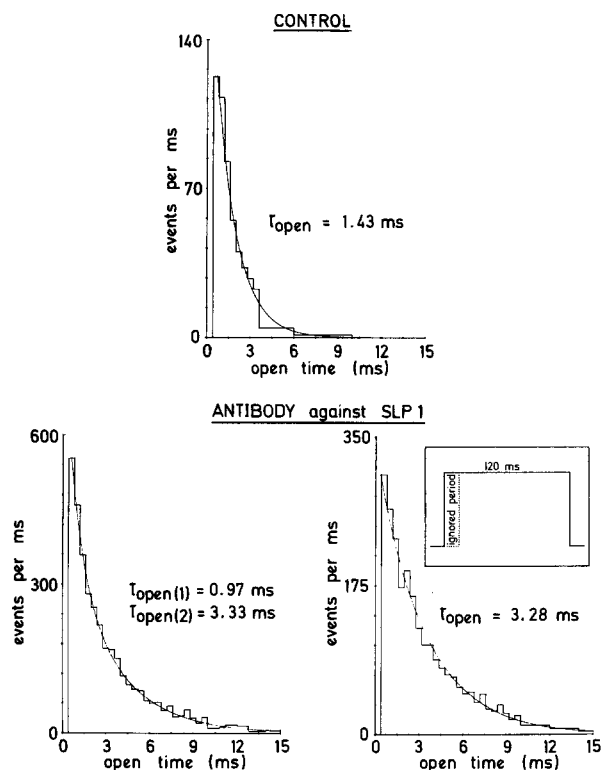 CONTROL
140
70
0
events per ms
τopen = 1.43 ms
0 3 6 9 12 15
open time (ms)
ANTIBODY against SLP1
600
300
0
events per ms
τopen(1) = 0.97 ms
τopen(2) = 3.33 ms
0 3 6 9 12 15
open time (ms)
350
175
0
events per ms
120 ms
ignored period
τopen = 3.28 ms
0 3 6 9 12 15
open time (ms)